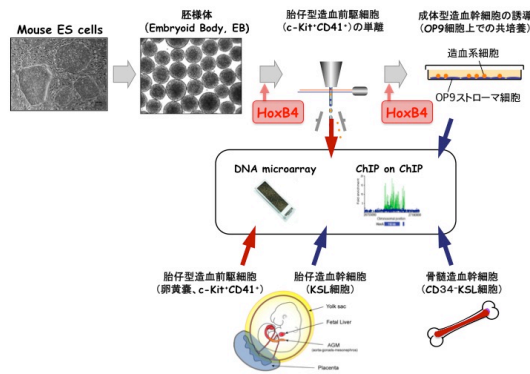 Mouse ES cells
胚様体
(Embryoid Body, EB)
胎仔型造血前駆細胞
(c-Kit⁺CD41⁺)の単離
成体型造血幹細胞の誘導
(OP9細胞上での共培養)
造血系細胞
HoxB4
HoxB4
OP9ストローマ細胞
DNA microarray
ChIP on ChIP
胎仔型造血前駆細胞
(卵黄嚢、c-Kit⁺CD41⁺)
胎仔造血幹細胞
(KSL細胞)
骨髄造血幹細胞
(CD34⁻KSL細胞)
Yolk sac
Fetal Liver
AGM
(aorta-gonads-mesonephros)
Placenta